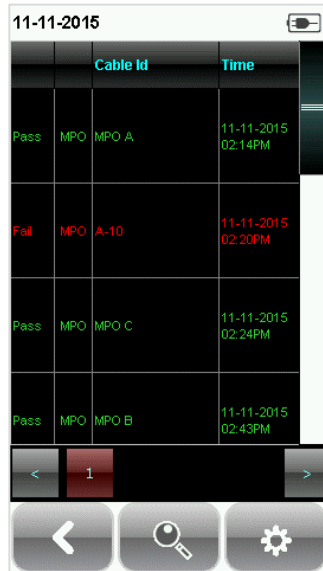 11-11-2015
Cable Id Time
Pass MPO MPO A 11-11-2015
02:14PM
Fail MPO A-10 11-11-2015
02:20PM
Pass MPO MPO C 11-11-2015
02:24PM
Pass MPO MPO B 11-11-2015
02:43PM
< 1 >